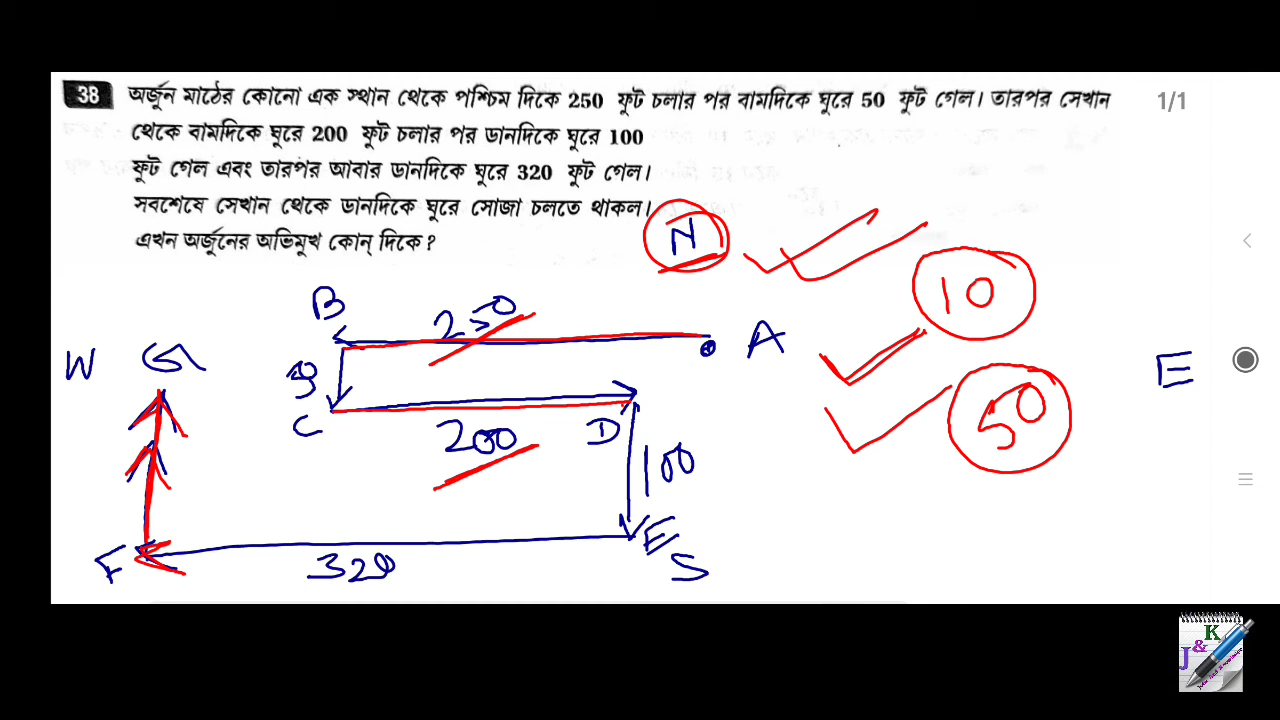 38 অর্জুন মাঠের কোনো এক স্থান থেকে পশ্চিম দিকে 250 ফুট চলার পর বামদিকে ঘুরে 50 ফুট গেল। তারপর সেখান
1/1
থেকে বামদিকে ঘুরে 200 ফুট চলার পর ডানদিকে ঘুরে 100
ফুট গেল এবং তারপর আবার ডানদিকে ঘুরে 320 ফুট গেল।
সবশেষে সেখান থেকে ডানদিকে ঘুরে সোজা চলতে থাকল।
এখন অর্জুনের অভিমুখ কোন্ দিকে?
N
10
B
250
A
W
G
E
50
C
200
D
50
100
F
320
E
S
K
J &